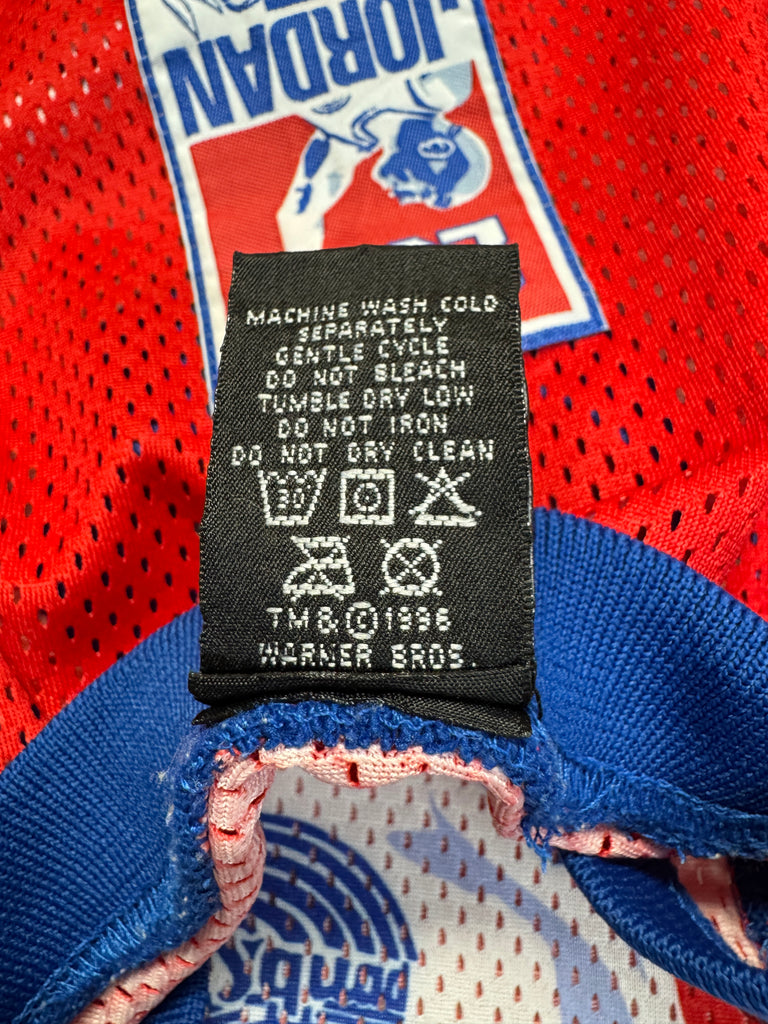 JORDAN
MACHINE WASH COLD
SEPARATELY
GENTLE CYCLE
DO NOT BLEACH
TUMBLE DRY LOW
DO NOT IRON
DO NOT DRY CLEAN
30
TM & © 1996
WARNER BROS.